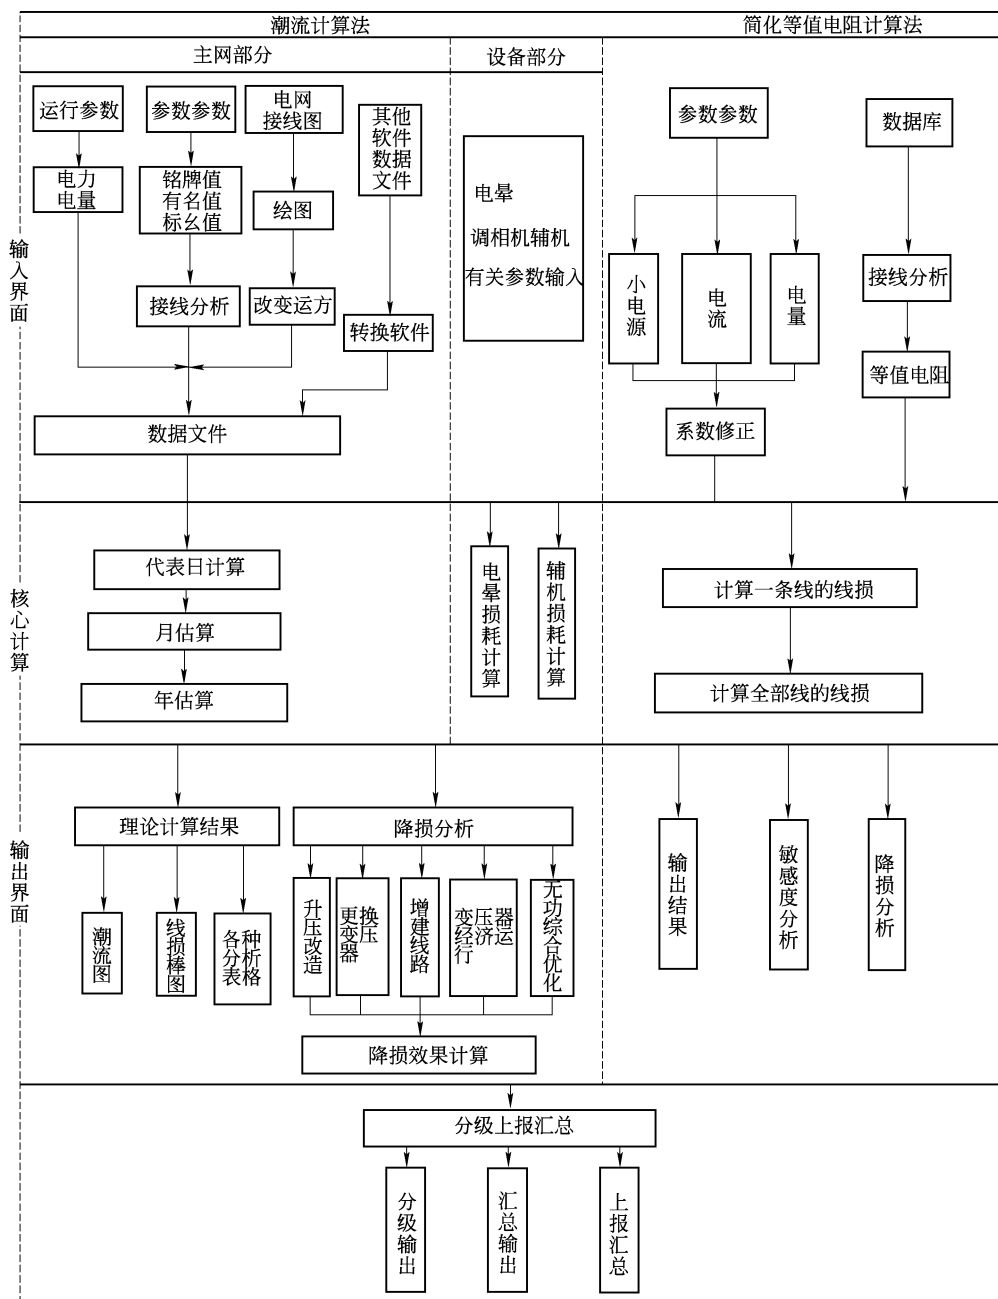 潮流计算法
简化等值电阻计算法
主网部分
设备部分
输入界面
运行参数
参数参数
电网
接线图
其他
软件
数据
文件
电力
电量
铭牌值
有名值
标幺值
绘图
接线分析
改变运方
转换软件
数据文件
电晕
调相机辅机
有关参数输入
参数参数
数据库
小电源
电流
电量
接线分析
等值电阻
系数修正
核心计算
代表日计算
月估算
年估算
电晕损耗计算
辅机损耗计算
计算一条线的线损
计算全部线的线损
输出界面
理论计算结果
降损分析
潮流图
线损棒图
各种
分析
表格
升压改造
更换
变压
器
增建线路
变压器
经济运
行
无功综合优化
降损效果计算
输出结果
敏感度分析
降损分析
分级上报汇总
分级输出
汇总输出
上报汇总